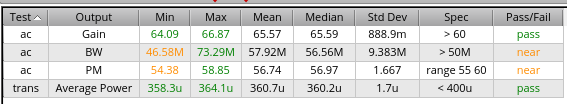 Test Output Min Max Mean Median Std Dev Spec Pass/Fail
ac Gain 64.09 66.87 65.57 65.59 888.9m > 60 pass
ac BW 46.58M 73.29M 57.92M 56.56M 9.383M > 50M near
ac PM 54.38 58.85 56.74 56.97 1.667 range 55 60 near
trans Average Power 358.3u 364.1u 360.7u 360.2u 1.7u < 400u pass